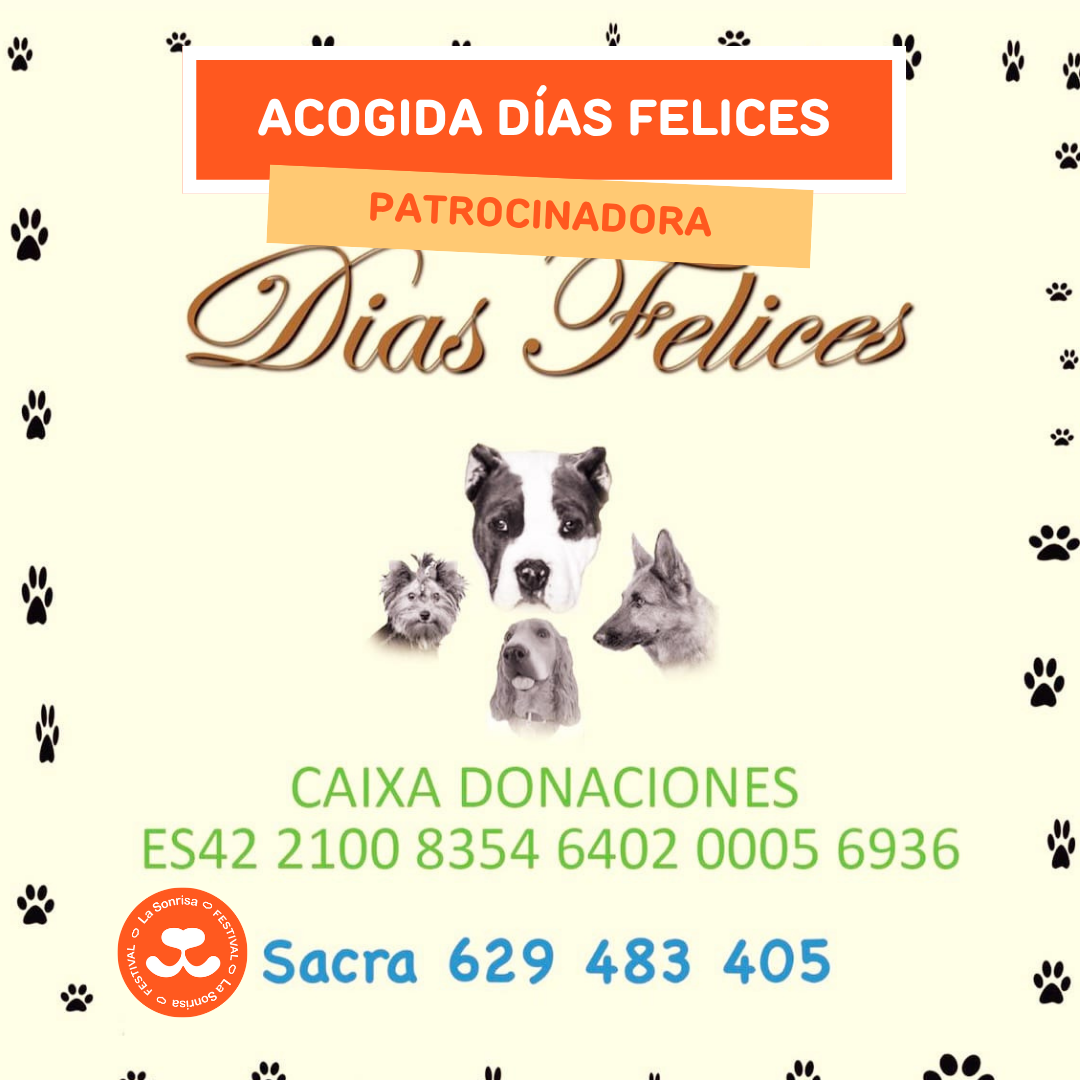 ACOGIDA DÍAS FELICES
PATROCINADORA
Dias Felices
CAIXA DONACIONES
ES42 2100 8354 6402 0005 6936
Sacra 629 483 405
La Sonrisa FESTIVAL La Sonrisa FESTIVAL